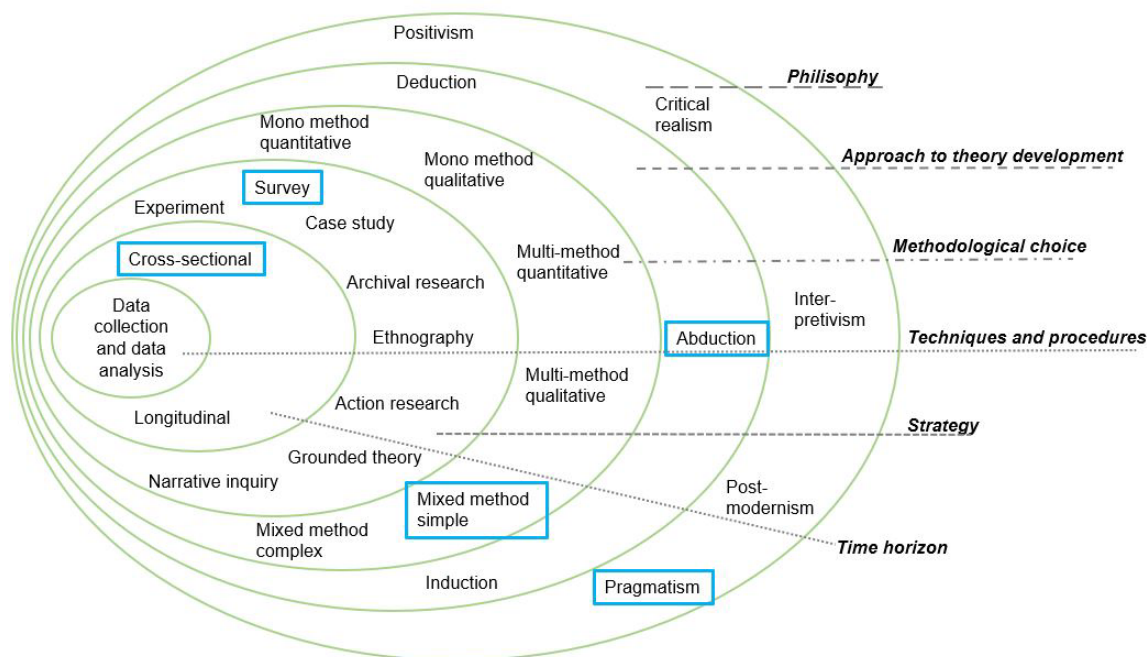 Positivism
Philisophy
Deduction
Critical
realism
Mono method
quantitative
Mono method
qualitative
Approach to theory development
Survey
Experiment
Case study
Cross-sectional
Multi-method
quantitative
Methodological choice
Archival research
Data
collection
and data
analysis
Ethnography
Abduction
Inter-
pretivism
Techniques and procedures
Multi-method
qualitative
Longitudinal
Action research
Strategy
Grounded theory
Narrative inquiry
Mixed method
simple
Post-
modernism
Mixed method
complex
Time horizon
Induction
Pragmatism